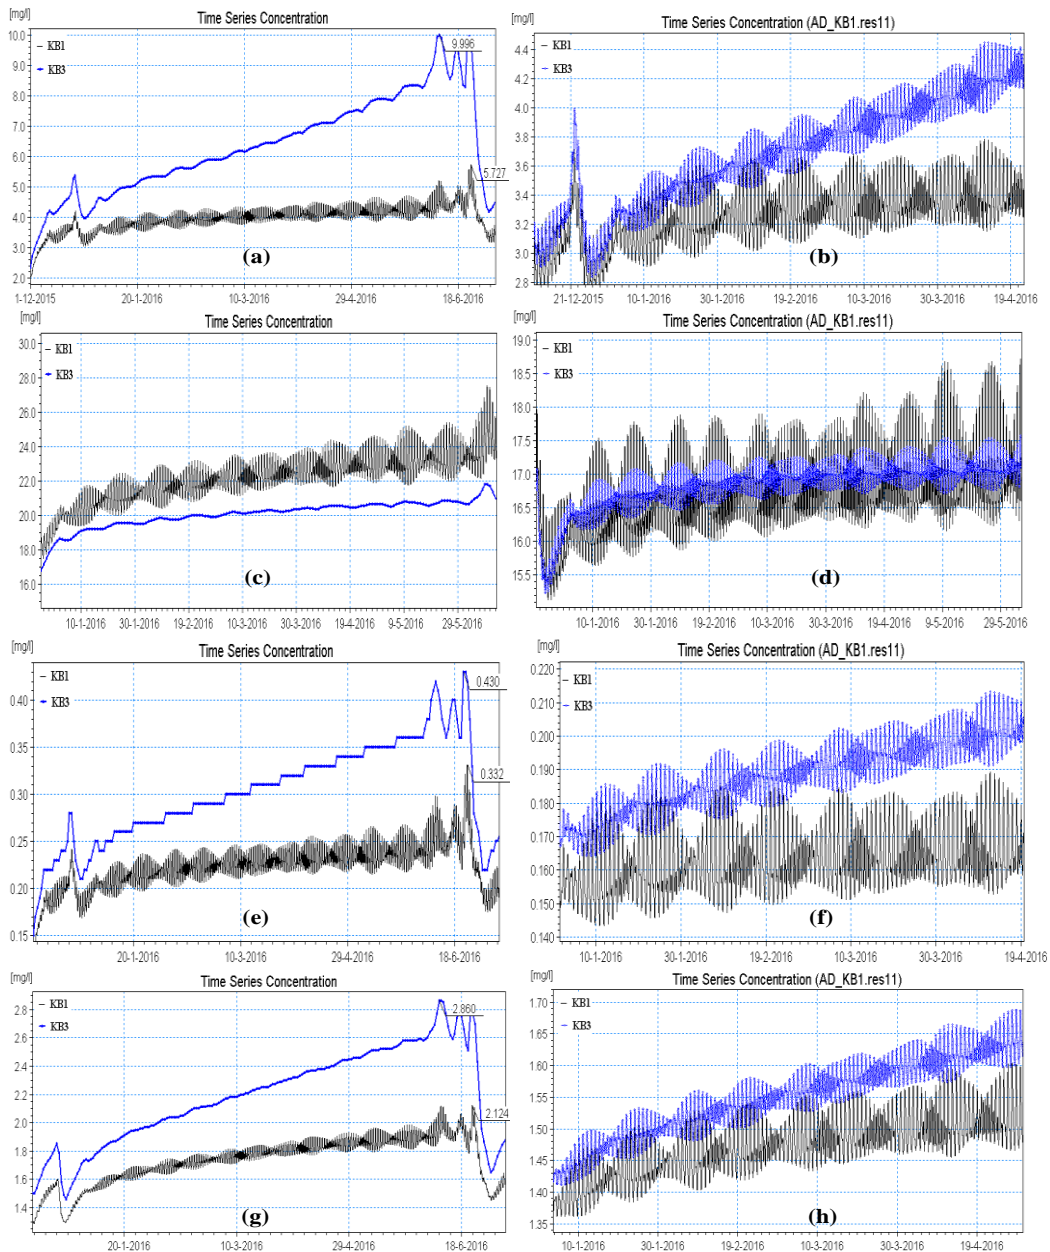 [mg/l]
Time Series Concentration
KB1
KB3
10.0
9.0
8.0
7.0
6.0
5.0
4.0
3.0
2.0
9.996
5.727
(a)
1-12-2015 20-1-2016 10-3-2016 29-4-2016 18-6-2016
[mg/l]
Time Series Concentration (AD_KB1.res11)
KB1
KB3
4.4
4.2
4.0
3.8
3.6
3.4
3.2
3.0
2.8
(b)
21-12-2015 10-1-2016 30-1-2016 19-2-2016 10-3-2016 30-3-2016 19-4-2016
[mg/l]
Time Series Concentration
KB1
KB3
30.0
28.0
26.0
24.0
22.0
20.0
18.0
16.0
(c)
10-1-2016 30-1-2016 19-2-2016 10-3-2016 30-3-2016 19-4-2016 9-5-2016 29-5-2016
[mg/l]
Time Series Concentration (AD_KB1.res11)
KB1
KB3
19.0
18.5
18.0
17.5
17.0
16.5
16.0
15.5
(d)
10-1-2016 30-1-2016 19-2-2016 10-3-2016 30-3-2016 19-4-2016 9-5-2016 29-5-2016
[mg/l]
Time Series Concentration
KB1
KB3
0.40
0.35
0.30
0.25
0.20
0.15
0.430
0.332
(e)
20-1-2016 10-3-2016 29-4-2016 18-6-2016
[mg/l]
Time Series Concentration (AD_KB1.res11)
KB1
KB3
0.220
0.210
0.200
0.190
0.180
0.170
0.160
0.150
0.140
(f)
10-1-2016 30-1-2016 19-2-2016 10-3-2016 30-3-2016 19-4-2016
[mg/l]
Time Series Concentration
KB1
KB3
2.8
2.6
2.4
2.2
2.0
1.8
1.6
1.4
2.860
2.124
(g)
20-1-2016 10-3-2016 29-4-2016 18-6-2016
[mg/l]
Time Series Concentration (AD_KB1.res11)
KB1
KB3
1.70
1.65
1.60
1.55
1.50
1.45
1.40
1.35
(h)
10-1-2016 30-1-2016 19-2-2016 10-3-2016 30-3-2016 19-4-2016